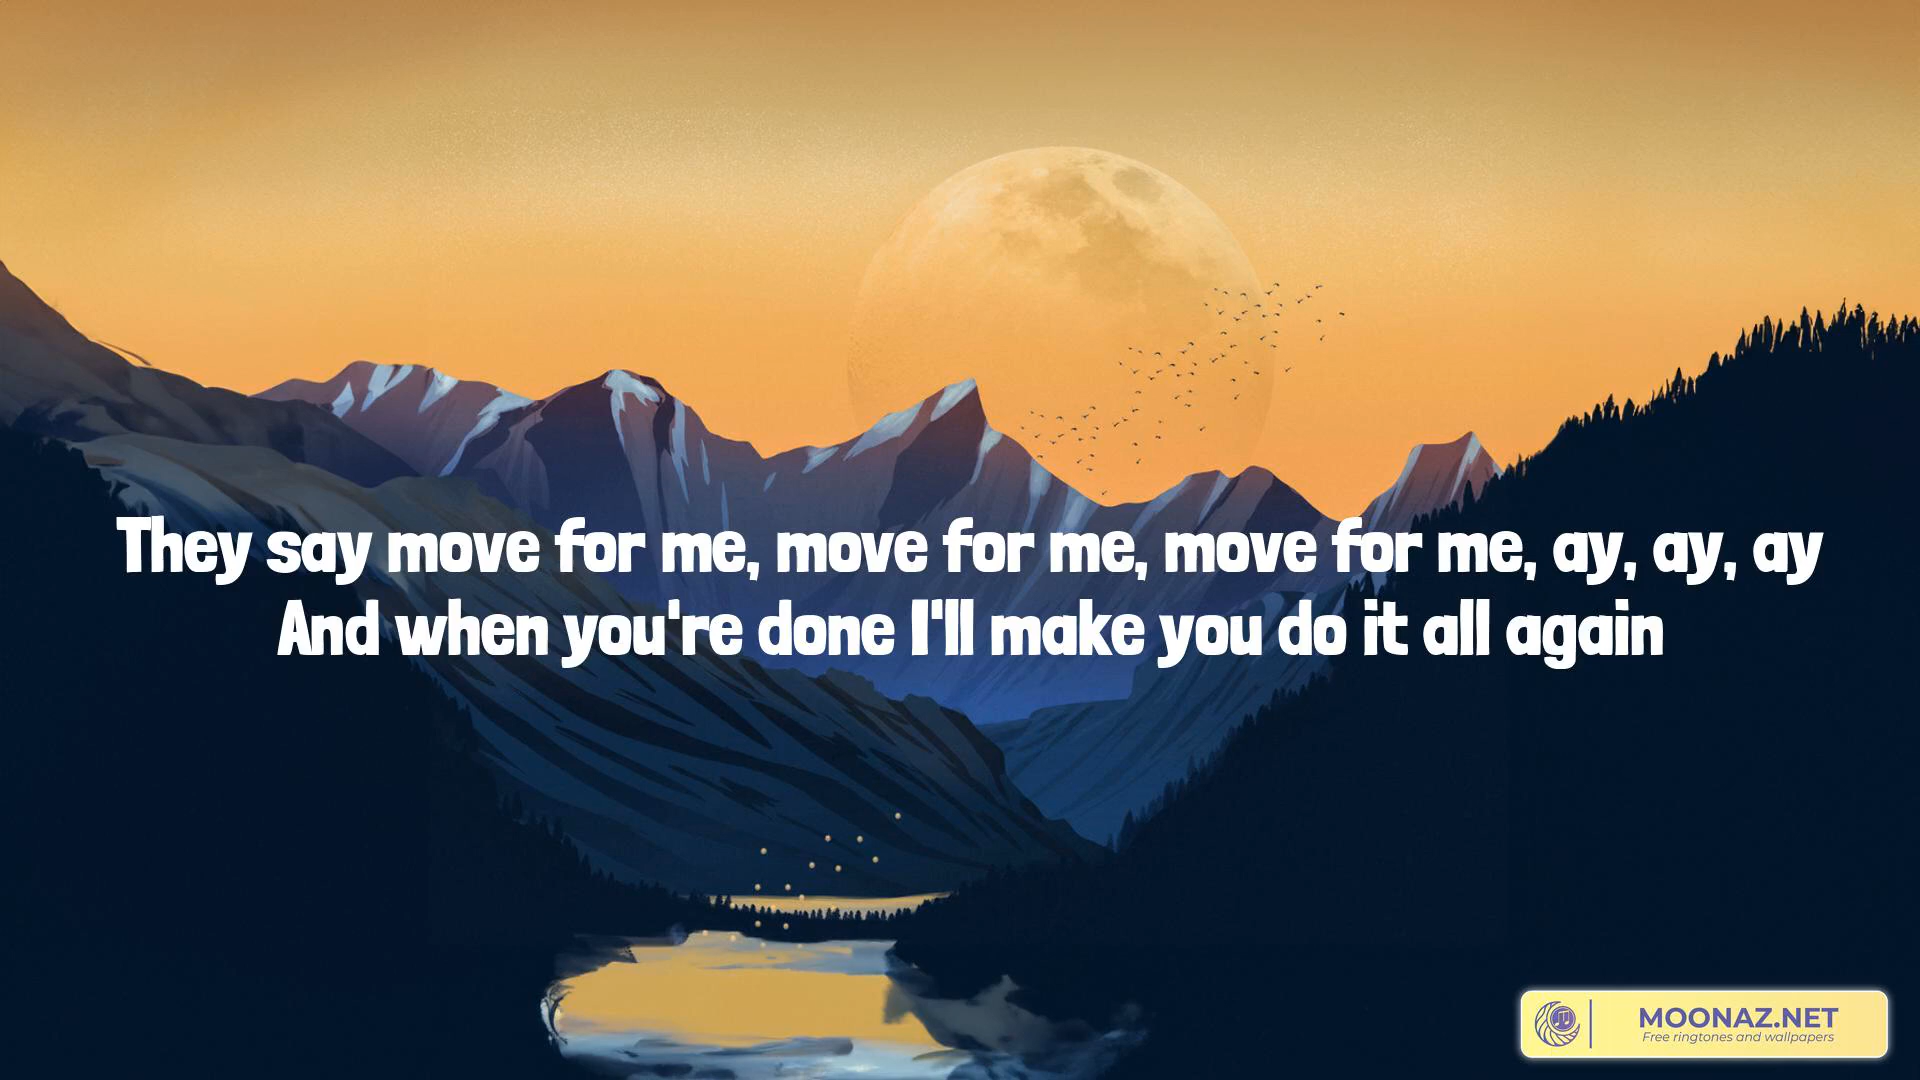 They say move for me, move for me, move for me, ay, ay, ay
And when you're done I'll make you do it all again
MOONAZ.NET
Free ringtones and wallpapers